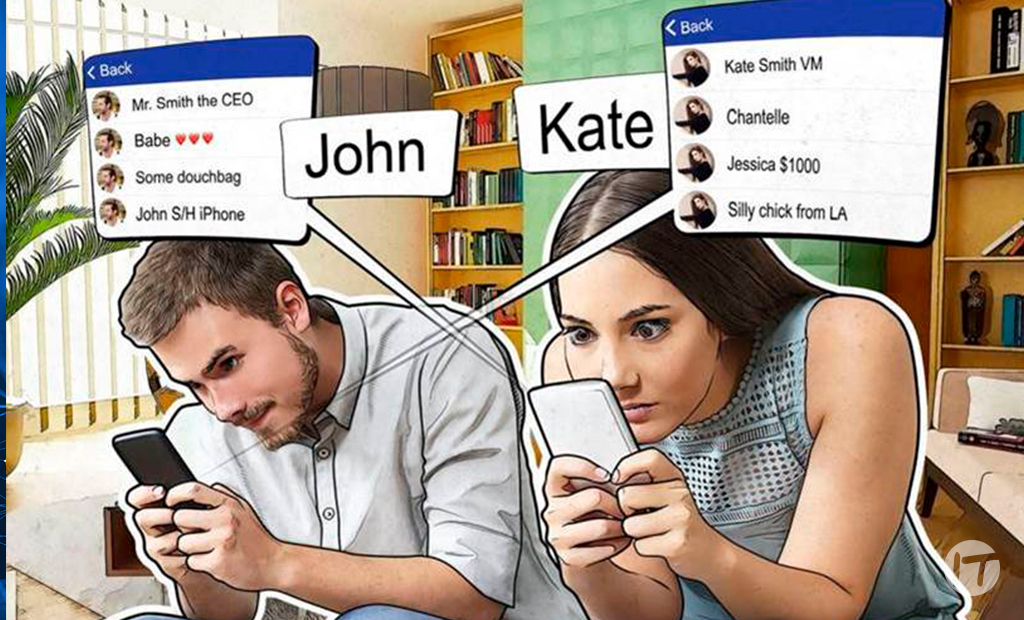 Back
Mr. Smith the CEO
Babe ♥♥♥
Some douchbag
John S/H iPhone
John
Kate
Back
Kate Smith VM
Chantelle
Jessica $1000
Silly chick from LA
IT